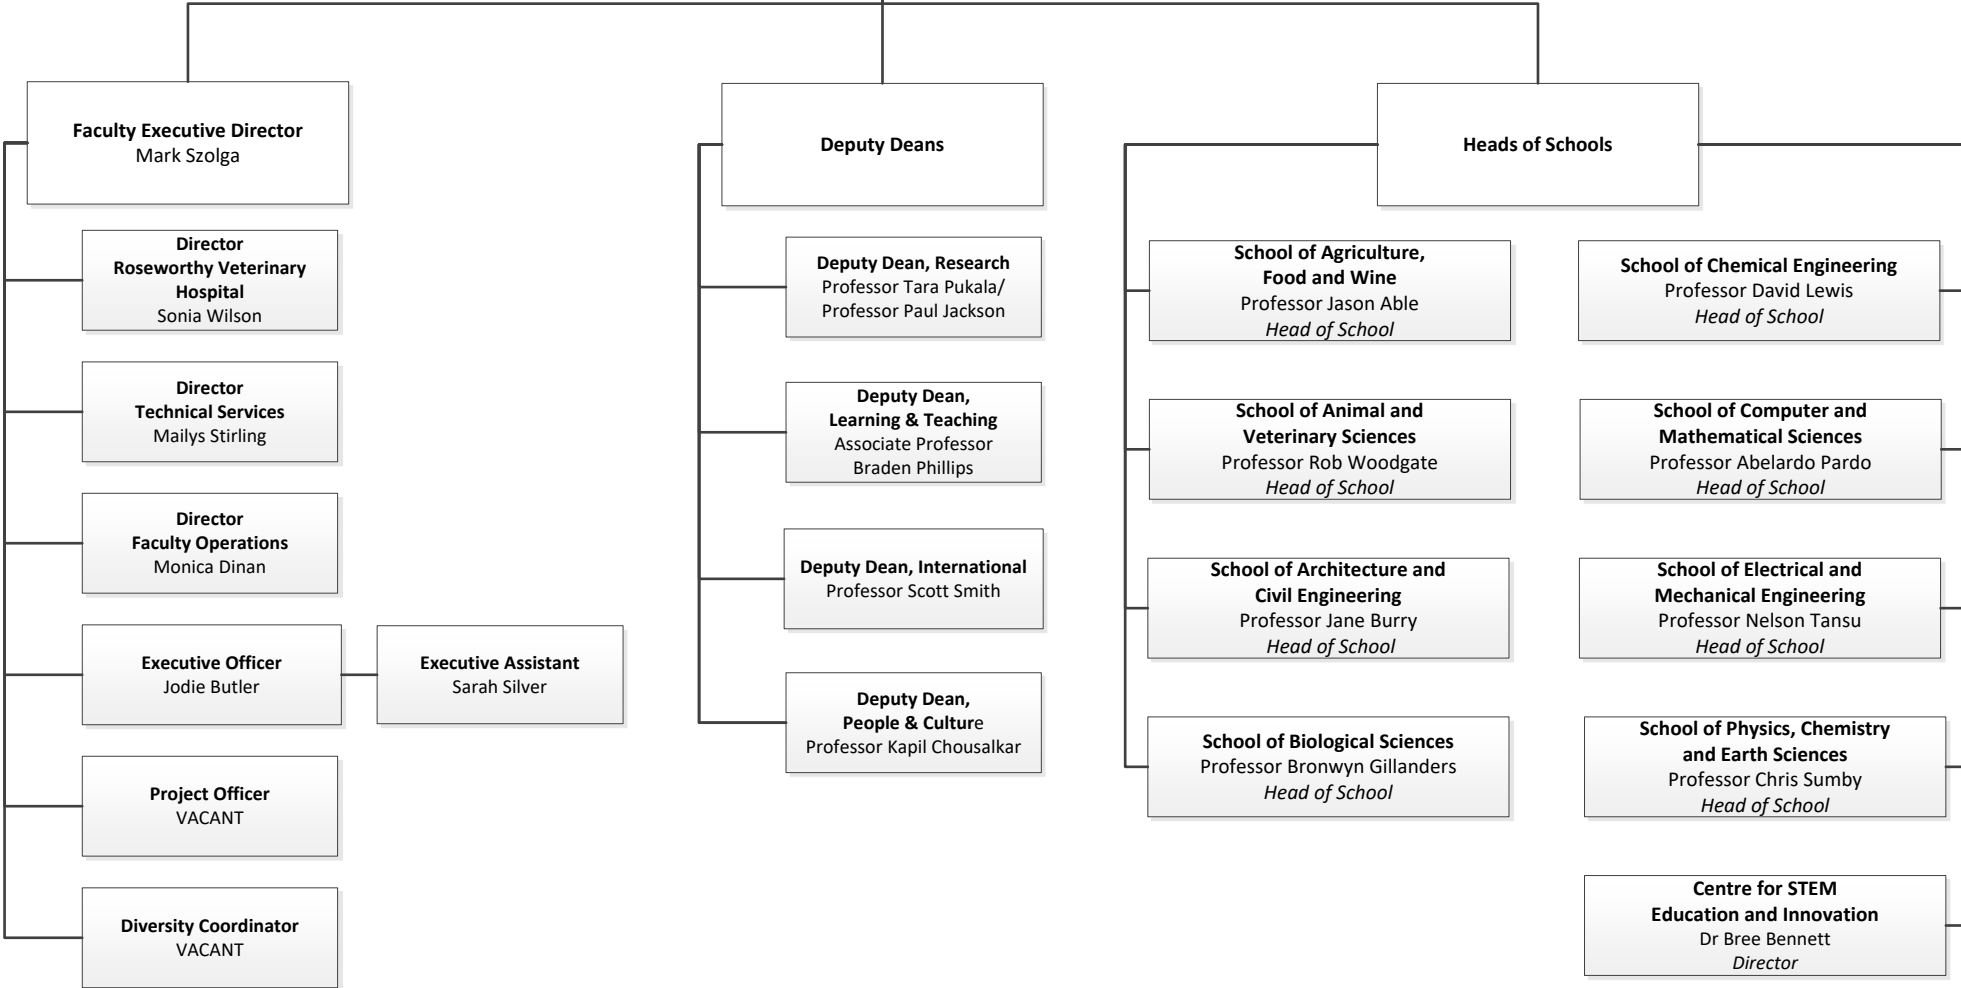 Faculty Executive Director
Mark Szolga
Director
Roseworthy Veterinary
Hospital
Sonia Wilson
Director
Technical Services
Mailys Stirling
Director
Faculty Operations
Monica Dinan
Executive Officer
Jodie Butler
Executive Assistant
Sarah Silver
Project Officer
VACANT
Diversity Coordinator
VACANT
Deputy Deans
Deputy Dean, Research
Professor Tara Pukala/
Professor Paul Jackson
Deputy Dean,
Learning & Teaching
Associate Professor
Braden Phillips
Deputy Dean, International
Professor Scott Smith
Deputy Dean,
People & Culture
Professor Kapil Chousalkar
Heads of Schools
School of Agriculture,
Food and Wine
Professor Jason Able
Head of School
School of Animal and
Veterinary Sciences
Professor Rob Woodgate
Head of School
School of Architecture and
Civil Engineering
Professor Jane Burry
Head of School
School of Biological Sciences
Professor Bronwyn Gillanders
Head of School
School of Chemical Engineering
Professor David Lewis
Head of School
School of Computer and
Mathematical Sciences
Professor Abelardo Pardo
Head of School
School of Electrical and
Mechanical Engineering
Professor Nelson Tansu
Head of School
School of Physics, Chemistry
and Earth Sciences
Professor Chris Sumby
Head of School
Centre for STEM
Education and Innovation
Dr Bree Bennett
Director